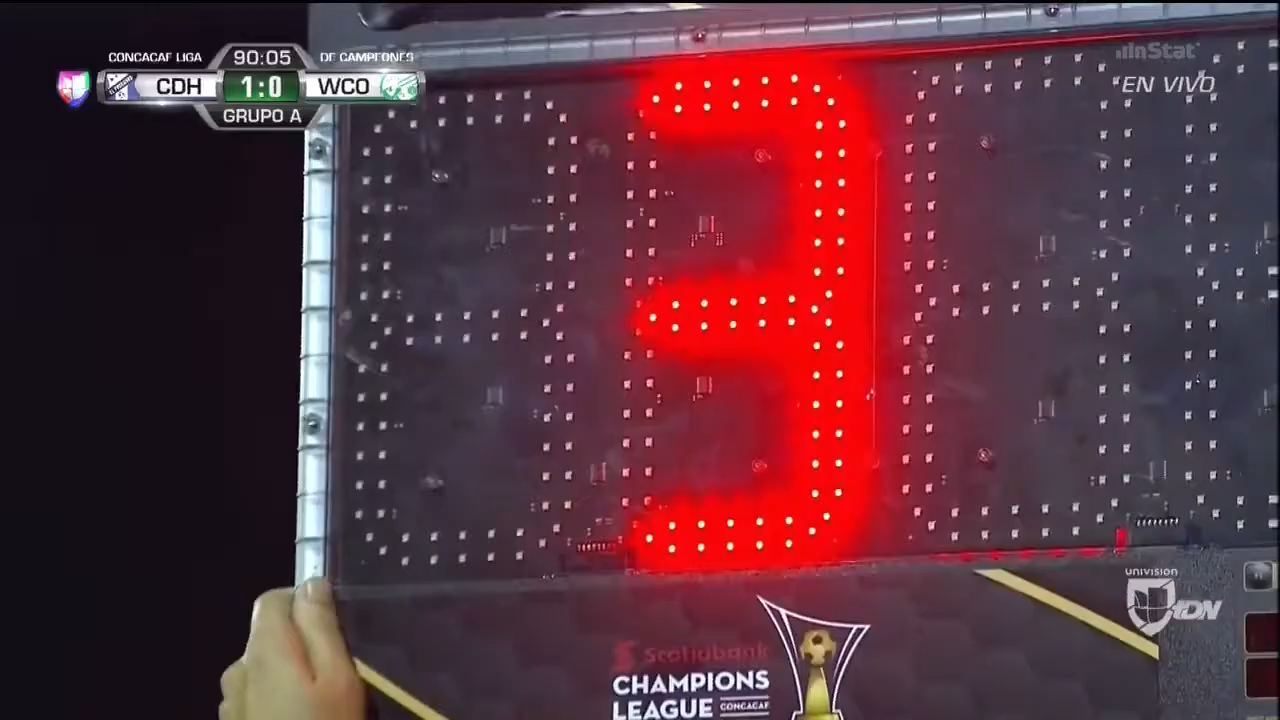 CONCACAF LIGA 90:05 DE CAMPEONES
CDH 1:0 WCO
GRUPO A
InStat
EN VIVO
3
UNIVISION
TDN
Scotiabank
CHAMPIONS
LEAGUE CONCACAF